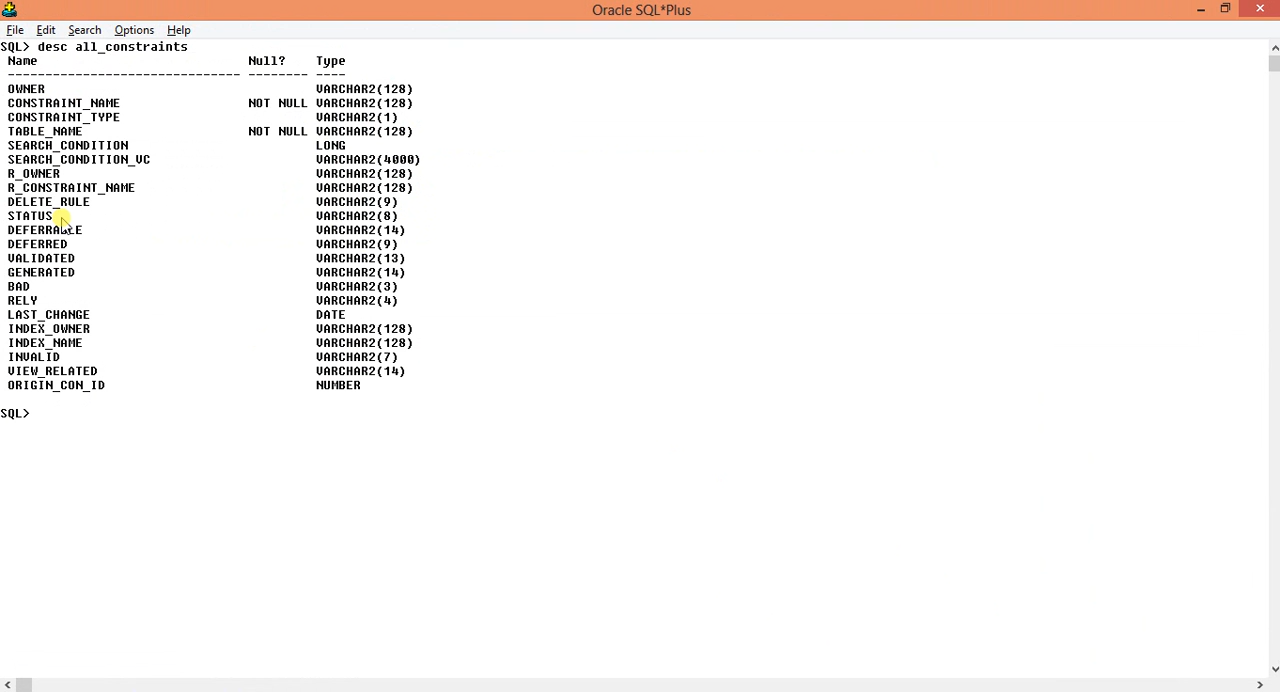 Oracle SQL*Plus
File Edit Search Options Help
SQL> desc all_constraints
Name Null? Type
------------------------------- -------- ----
OWNER VARCHAR2(128)
CONSTRAINT_NAME NOT NULL VARCHAR2(128)
CONSTRAINT_TYPE VARCHAR2(1)
TABLE_NAME NOT NULL VARCHAR2(128)
SEARCH_CONDITION LONG
SEARCH_CONDITION_VC VARCHAR2(4000)
R_OWNER VARCHAR2(128)
R_CONSTRAINT_NAME VARCHAR2(128)
DELETE_RULE VARCHAR2(9)
STATUS VARCHAR2(8)
DEFERRABLE VARCHAR2(14)
DEFERRED VARCHAR2(9)
VALIDATED VARCHAR2(13)
GENERATED VARCHAR2(14)
BAD VARCHAR2(3)
RELY VARCHAR2(4)
LAST_CHANGE DATE
INDEX_OWNER VARCHAR2(128)
INDEX_NAME VARCHAR2(128)
INVALID VARCHAR2(7)
VIEW_RELATED VARCHAR2(14)
ORIGIN_CON_ID NUMBER
SQL>